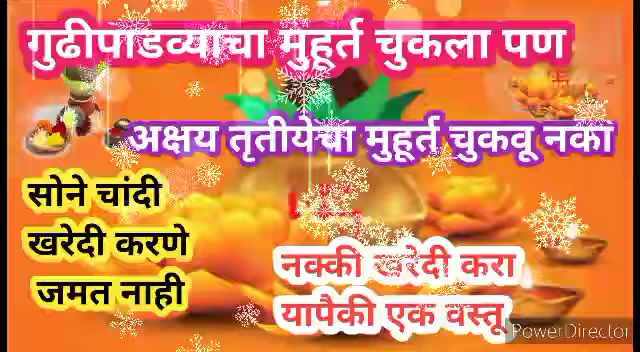 गुढीपाडव्याचा मुहूर्त चुकला पण
अक्षय तृतीयेचा मुहूर्त चुकवू नका
सोने चांदी
खरेदी करणे
जमत नाही
नक्की खरेदी करा
यापैकी एक वस्तू
PowerDirector